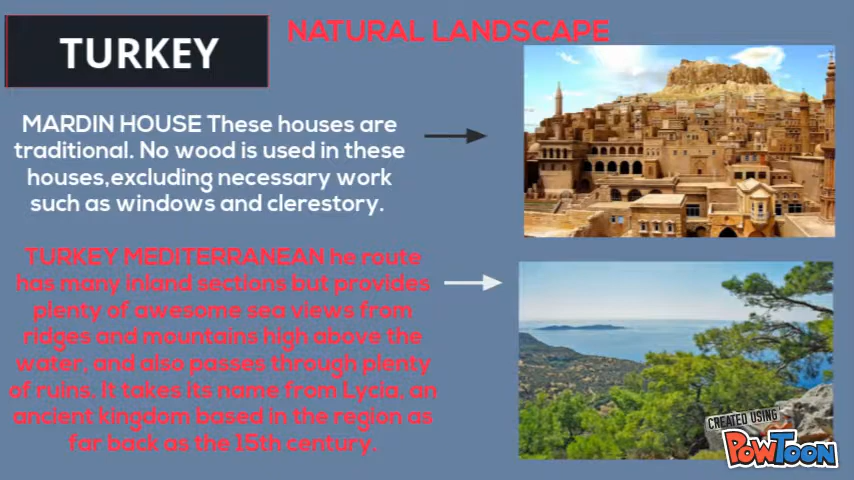 TURKEY
NATURAL LANDSCAPE
MARDIN HOUSE These houses are
traditional. No wood is used in these
houses,excluding necessary work
such as windows and clerestory.
TURKEY MEDITERRANEAN he route
has many inland sections but provides
plenty of awesome sea views from
ridges and mountains high above the
water, and also passes through plenty
of ruins. It takes its name from Lycia, an
ancient kingdom based in the region as
far back as the 15th century.
CREATED USING
POWTOON